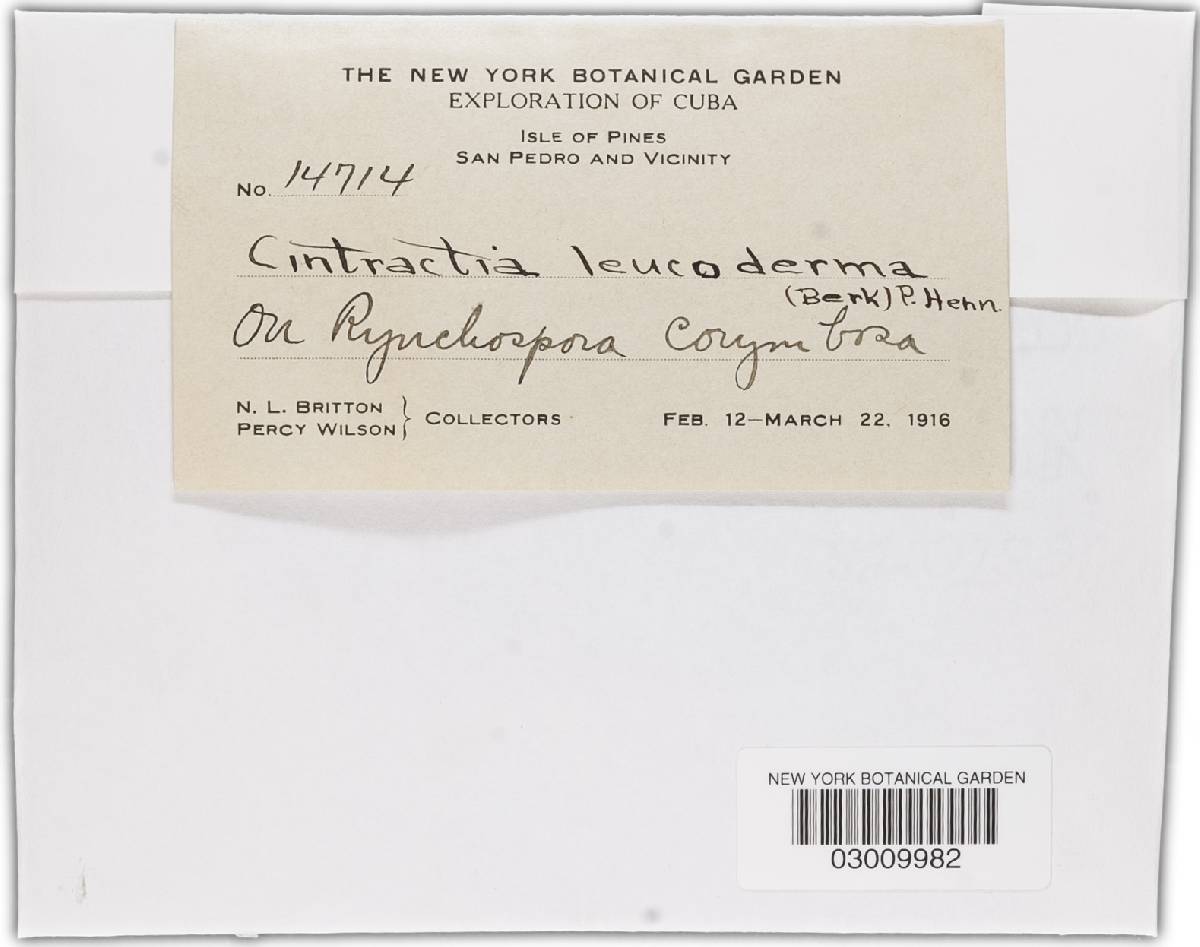 THE NEW YORK BOTANICAL GARDEN
EXPLORATION OF CUBA
ISLE OF PINES
SAN PEDRO AND VICINITY
No. 14714
Cintractia leucoderma
(Berk) P. Henn.
On Rynchospora corymbosa
N. L. BRITTON
PERCY WILSON } COLLECTORS FEB. 12-MARCH 22, 1916
NEW YORK BOTANICAL GARDEN
03009982